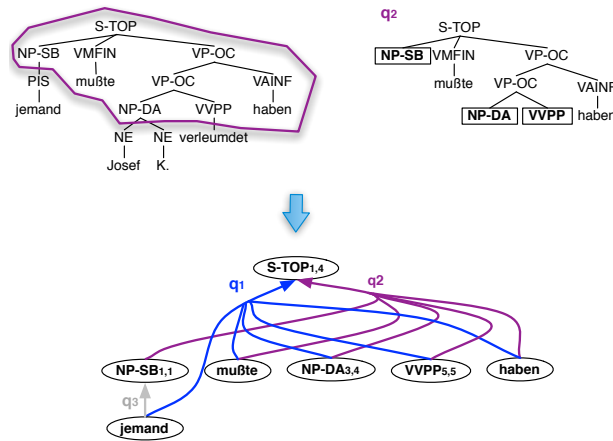 q2
S-TOP
S-TOP
NP-SB VMFIN VP-OC
NP-SB VMFIN VP-OC
PIS mußte VP-OC VAINF
mußte VP-OC VAINF
jemand NP-DA VVPP haben
NP-DA VVPP haben
NE NE verleumdet
Josef K.
S-TOP1,4
q1 q2
NP-SB1,1 mußte NP-DA3,4 VVPP5,5 haben
q3
jemand